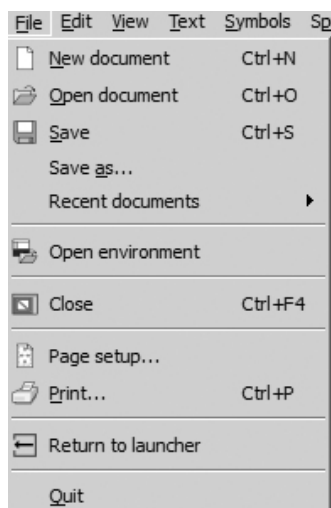 File Edit View Text Symbols Sp
New document Ctrl+N
Open document Ctrl+O
Save Ctrl+S
Save as...
Recent documents
Open environment
Close Ctrl+F4
Page setup...
Print... Ctrl+P
Return to launcher
Quit